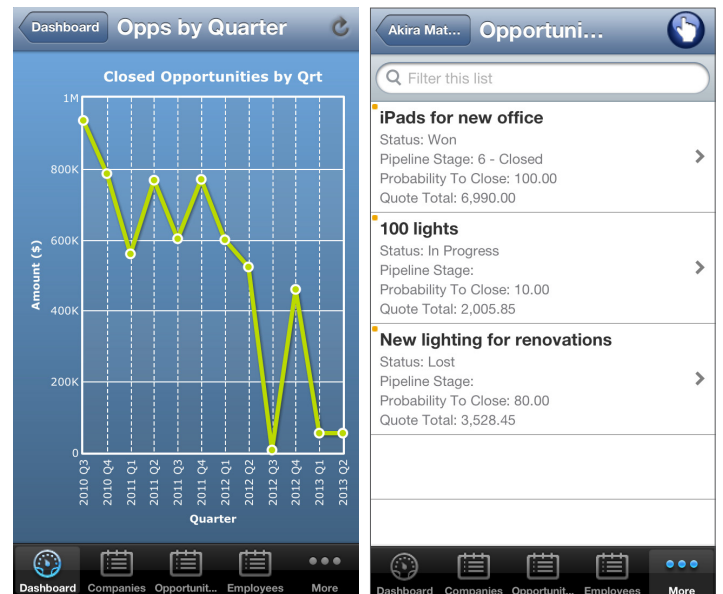 Dashboard
Opps by Quarter
Closed Opportunities by Qrt
1M
800K
600K
400K
200K
0
Amount ($)
2010 Q3
2010 Q4
2011 Q1
2011 Q2
2011 Q3
2011 Q4
2012 Q1
2012 Q2
2012 Q3
2012 Q4
2013 Q1
2013 Q2
Quarter
Dashboard
Companies
Opportunit...
Employees
More
Akira Mat...
Opportuni...
Filter this list
iPads for new office
Status: Won
Pipeline Stage: 6 - Closed
Probability To Close: 100.00
Quote Total: 6,990.00
100 lights
Status: In Progress
Pipeline Stage:
Probability To Close: 10.00
Quote Total: 2,005.85
New lighting for renovations
Status: Lost
Pipeline Stage:
Probability To Close: 80.00
Quote Total: 3,528.45
Dashboard
Companies
Opportunit...
Employees
More